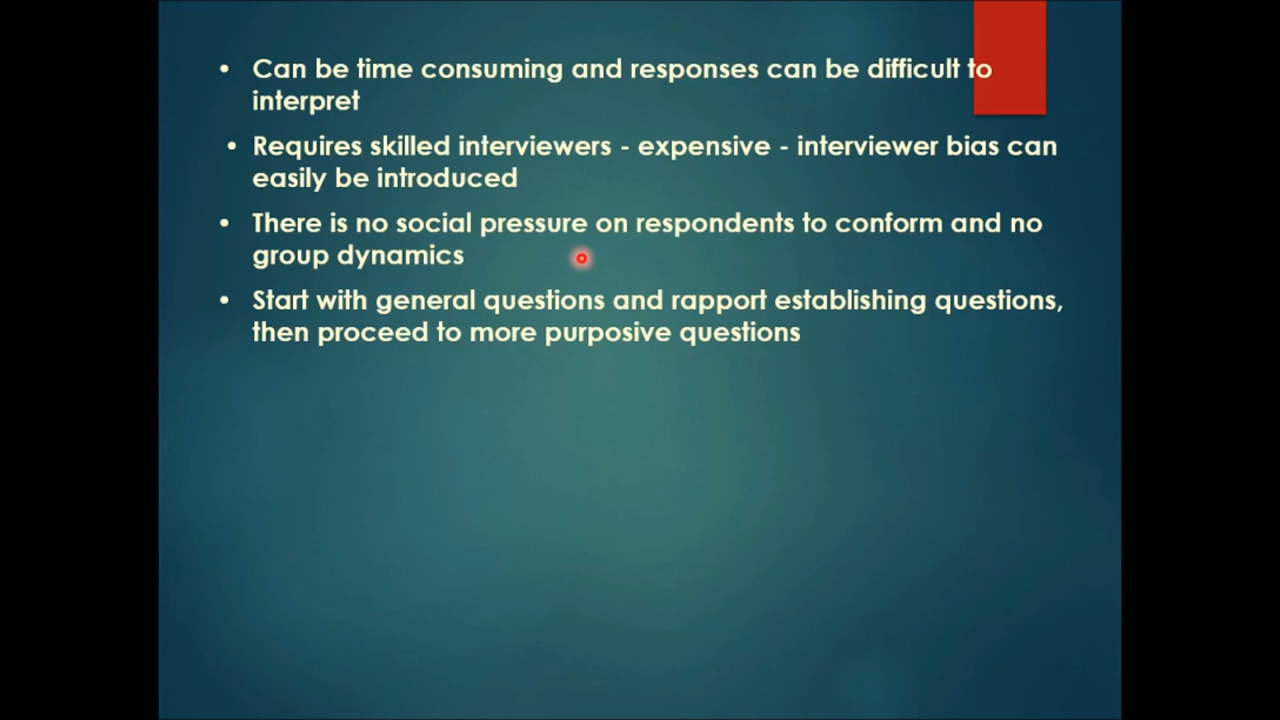 • Can be time consuming and responses can be difficult to
interpret
• Requires skilled interviewers - expensive - interviewer bias can
easily be introduced
• There is no social pressure on respondents to conform and no
group dynamics
• Start with general questions and rapport establishing questions,
then proceed to more purposive questions